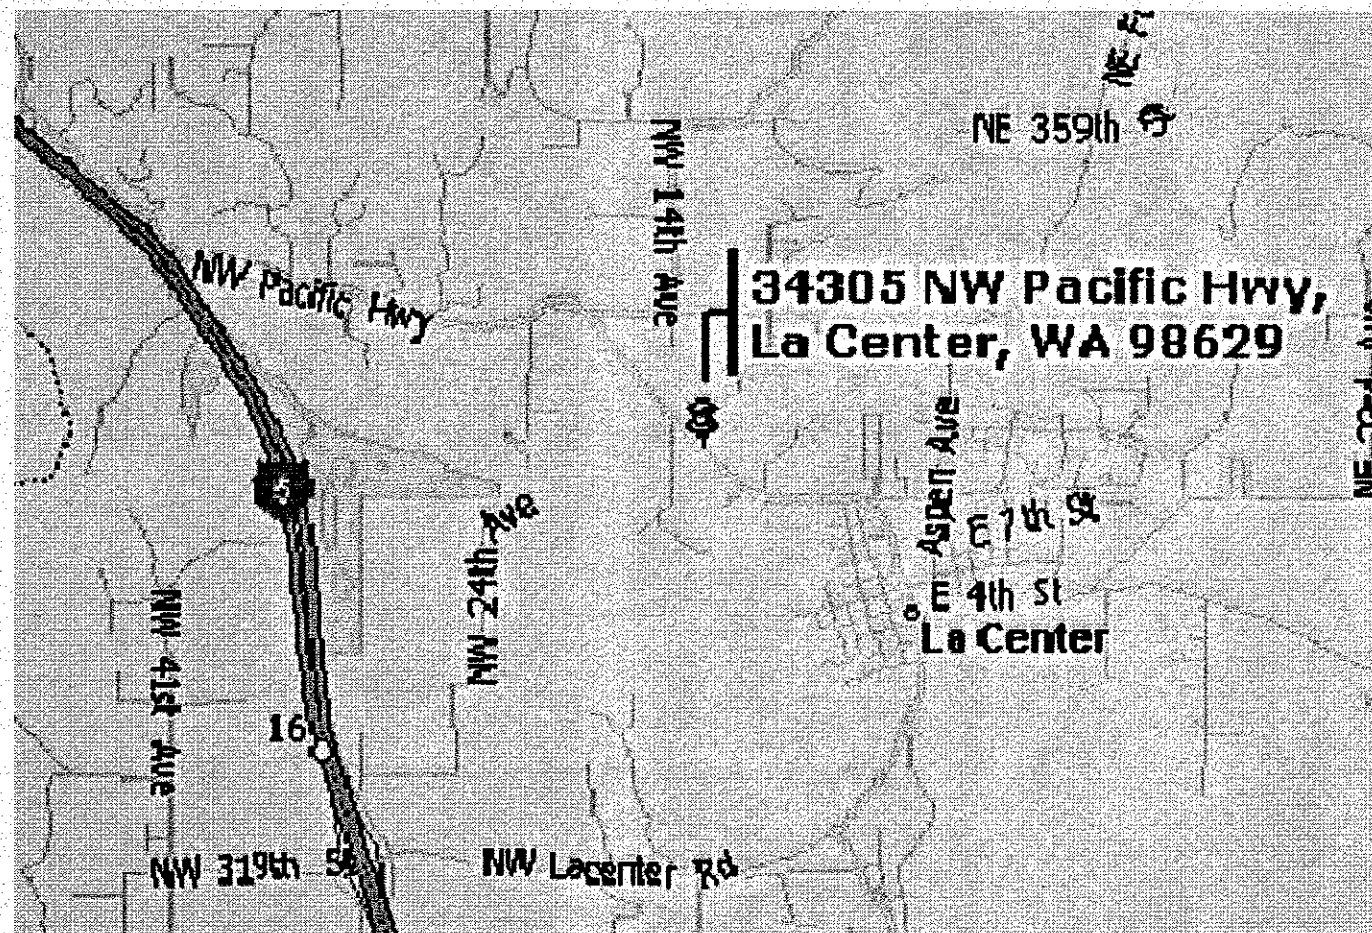 NE 359th
NW 14th Ave
NW Pacific Hwy
34305 NW Pacific Hwy,
La Center, WA 98629
Aspen Ave
E 7th St
5
NW 24th Ave
E 4th St
La Center
NW 41st Ave
16
NW 319th St
NW Lacenter Rd